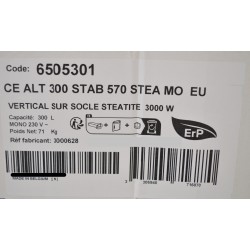 Code: 6505301
CE ALT 300 STAB 570 STEA MO EU
VERTICAL SUR SOCLE STEATITE 3000 W
Capacité: 300 L
MONO 230 V~
Poids Net: 71 Kg
Réf fabricant: 3000628
ErP